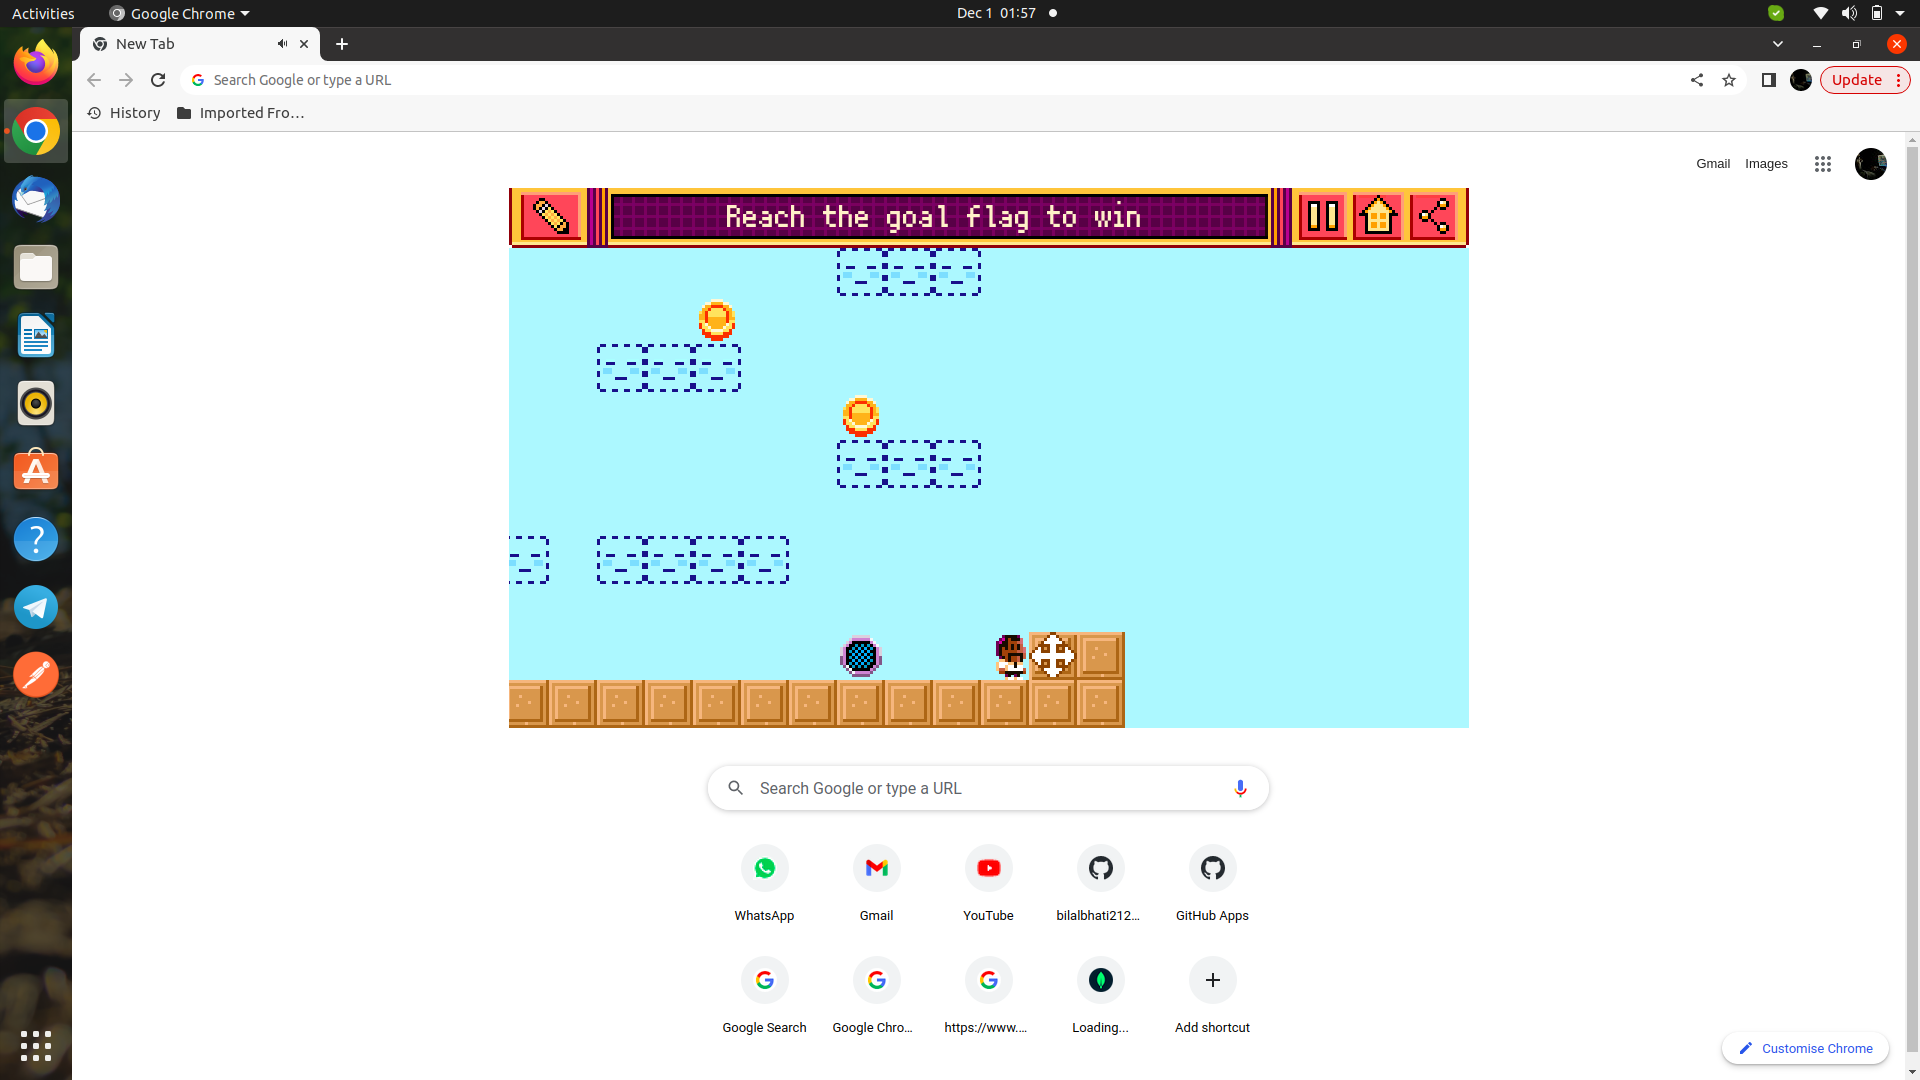 Activities
Google Chrome
Dec 1 01:57
New Tab
Search Google or type a URL
Update
History
Imported Fro...
Gmail
Images
Reach the goal flag to win
Search Google or type a URL
WhatsApp
Gmail
YouTube
bilalbhati212...
GitHub Apps
Google Search
Google Chro...
https://www....
Loading...
Add shortcut
Customise Chrome